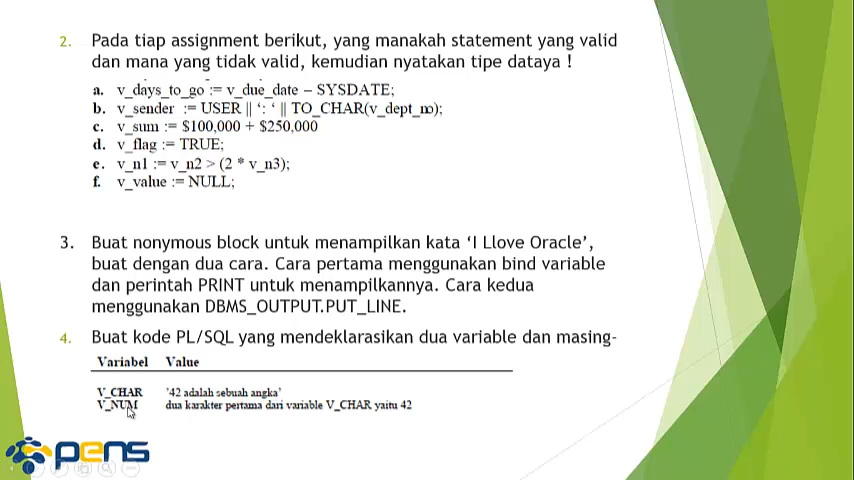 2. Pada tiap assignment berikut, yang manakah statement yang valid
dan mana yang tidak valid, kemudian nyatakan tipe dataya !
a. v_days_to_go := v_due_date – SYSDATE;
b. v_sender := USER || ‘: ‘ || TO_CHAR(v_dept_no);
c. v_sum := $100,000 + $250,000
d. v_flag := TRUE;
e. v_n1 := v_n2 > (2 * v_n3);
f. v_value := NULL;
3. Buat nonymous block untuk menampilkan kata ‘I Llove Oracle’,
buat dengan dua cara. Cara pertama menggunakan bind variable
dan perintah PRINT untuk menampilkannya. Cara kedua
menggunakan DBMS_OUTPUT.PUT_LINE.
4. Buat kode PL/SQL yang mendeklarasikan dua variable dan masing-
Variabel Value
V_CHAR '42 adalah sebuah angka'
V_NUM dua karakter pertama dari variable V_CHAR yaitu 42
pens